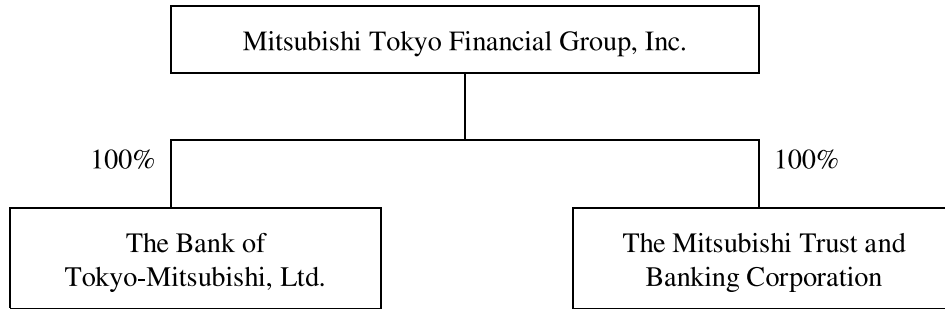 Mitsubishi Tokyo Financial Group, Inc.
100%
100%
The Bank of
Tokyo-Mitsubishi, Ltd.
The Mitsubishi Trust and
Banking Corporation